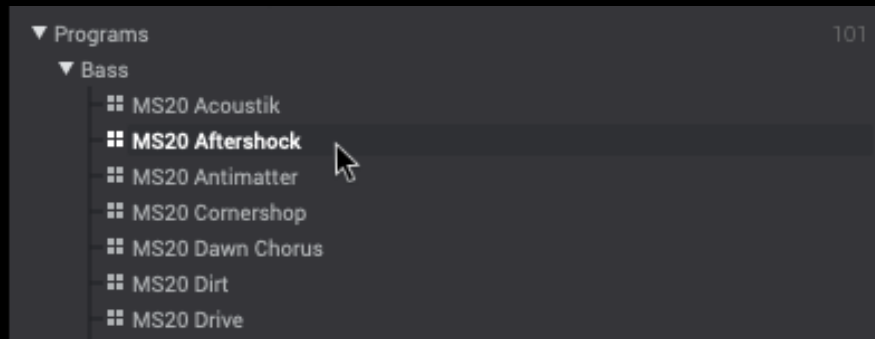 Programs 101
Bass
MS20 Acoustik
MS20 Aftershock
MS20 Antimatter
MS20 Cornershop
MS20 Dawn Chorus
MS20 Dirt
MS20 Drive